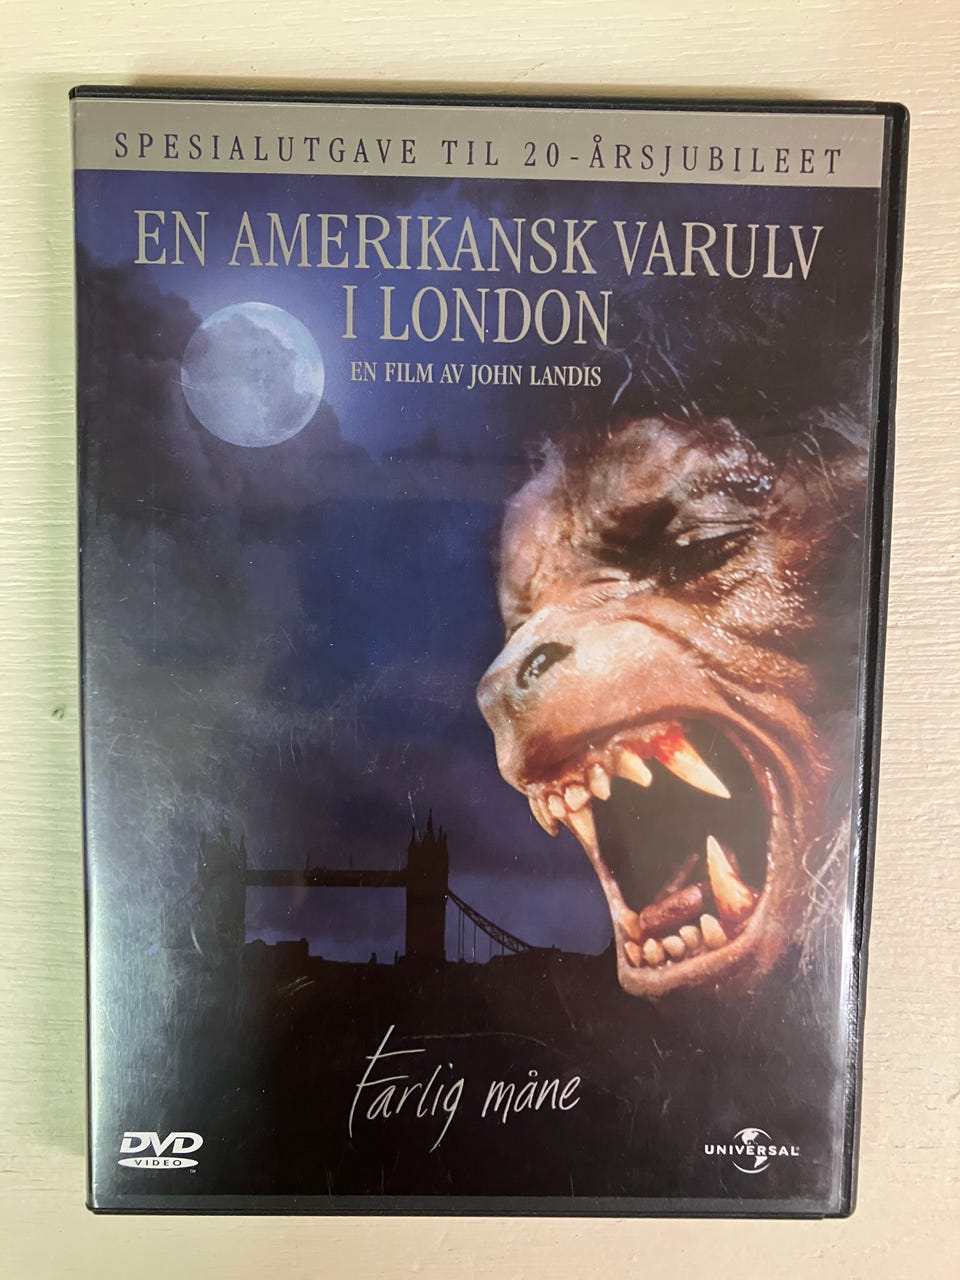 SPESIALUTGAVE TIL 20-ÅRSJUBILEET
EN AMERIKANSK VARULV
I LONDON
EN FILM AV JOHN LANDIS
Farlig måne
DVD
VIDEO
UNIVERSAL